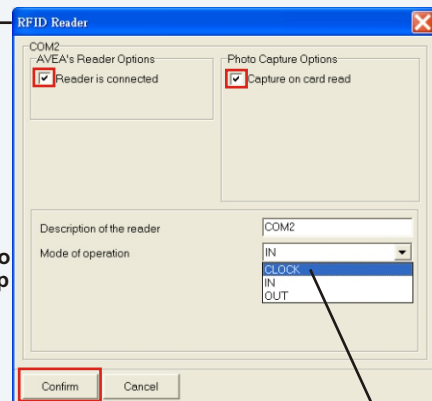 RFID Reader
COM2
AVEA's Reader Options
Reader is connected
Photo Capture Options
Capture on card read
Description of the reader
COM2
Mode of operation
IN
CLOCK
IN
OUT
o
p
Confirm
Cancel